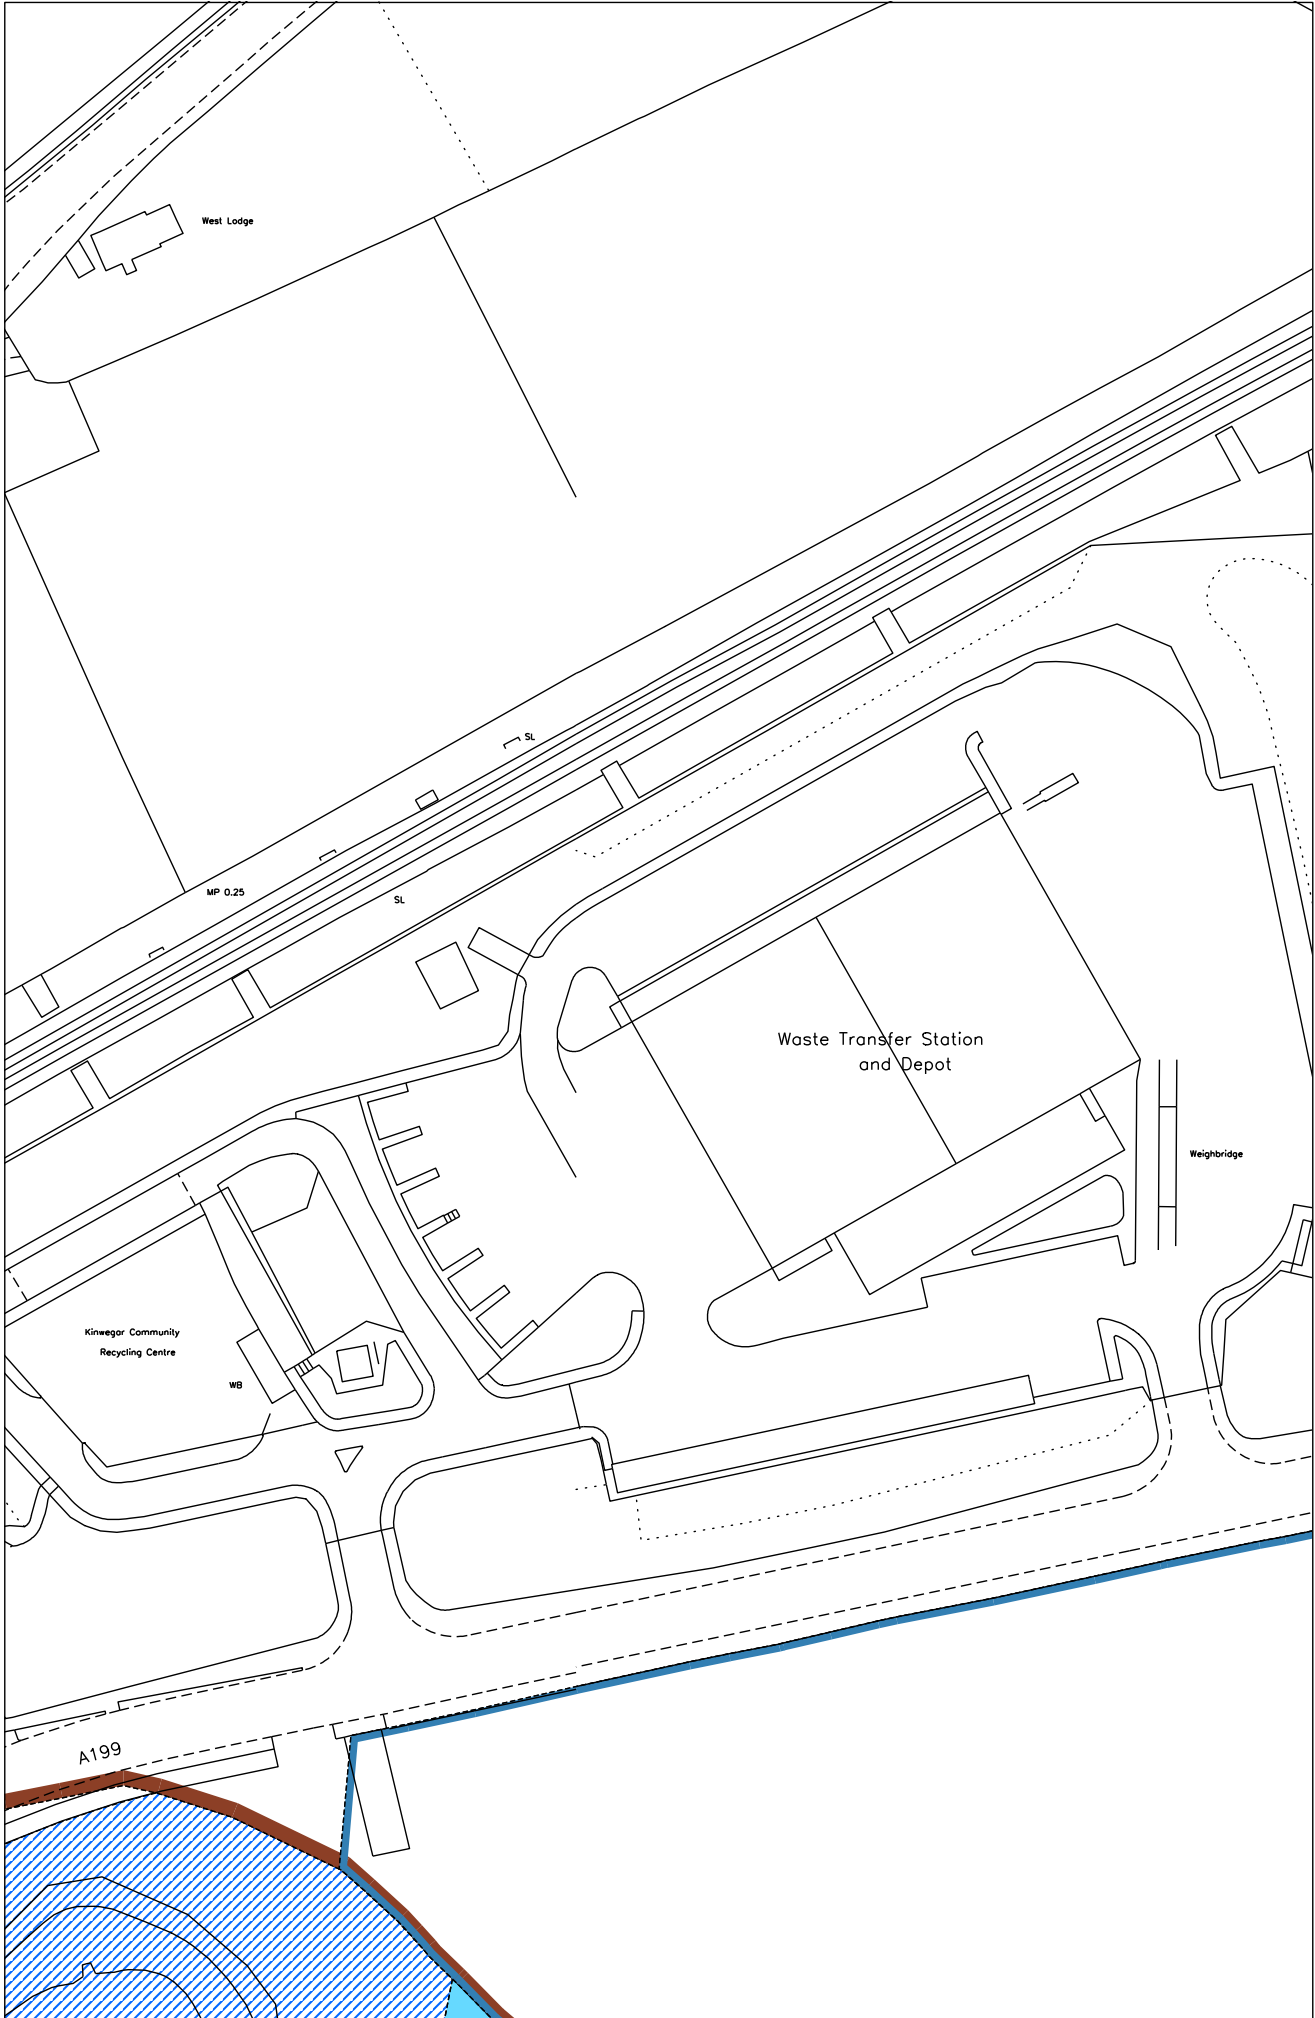 West Lodge
SL
MP 0.25
SL
Waste Transfer Station
and Depot
Weighbridge
Kinwegar Community
Recycling Centre
WB
A199